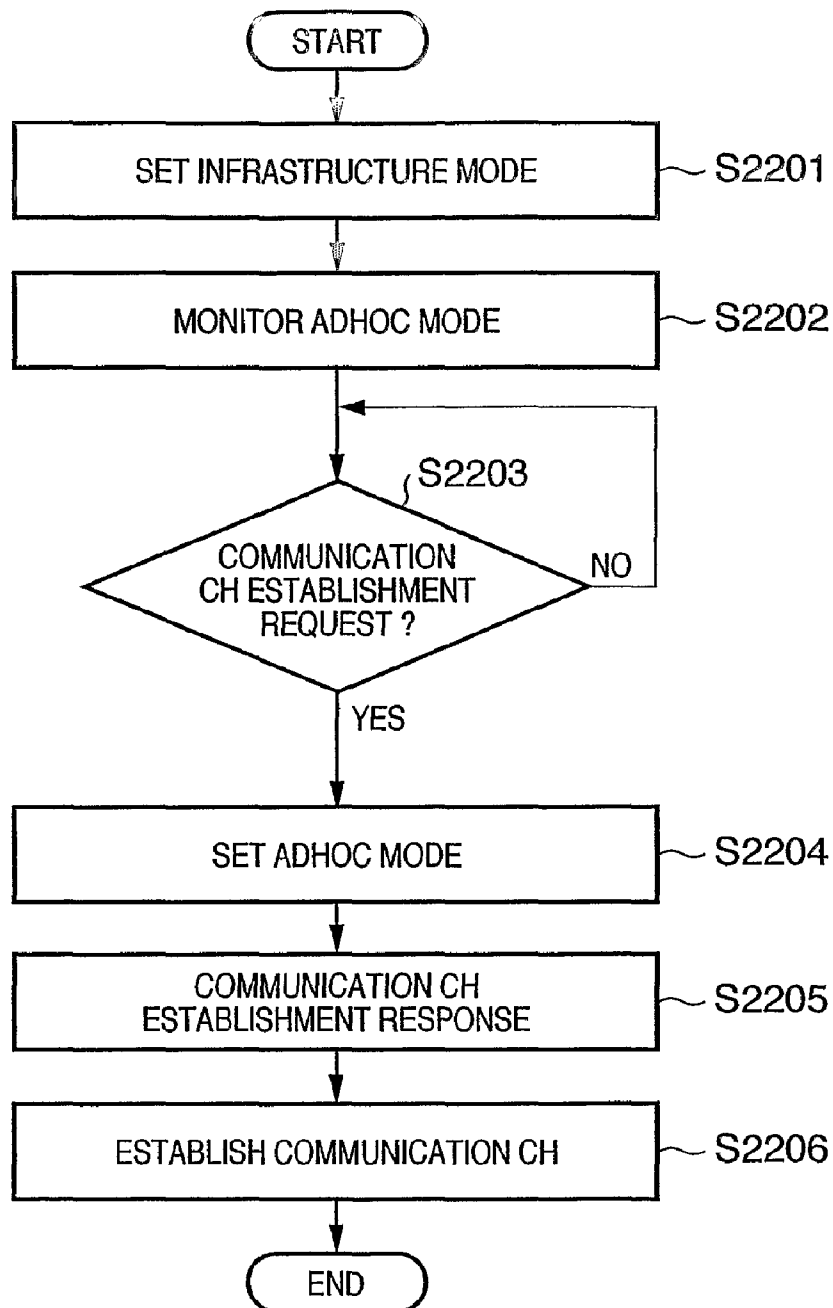 START
SET INFRASTRUCTURE MODE
S2201
MONITOR ADHOC MODE
S2202
S2203
COMMUNICATION
CH ESTABLISHMENT
REQUEST ?
NO
YES
SET ADHOC MODE
S2204
COMMUNICATION CH
ESTABLISHMENT RESPONSE
S2205
ESTABLISH COMMUNICATION CH
S2206
END